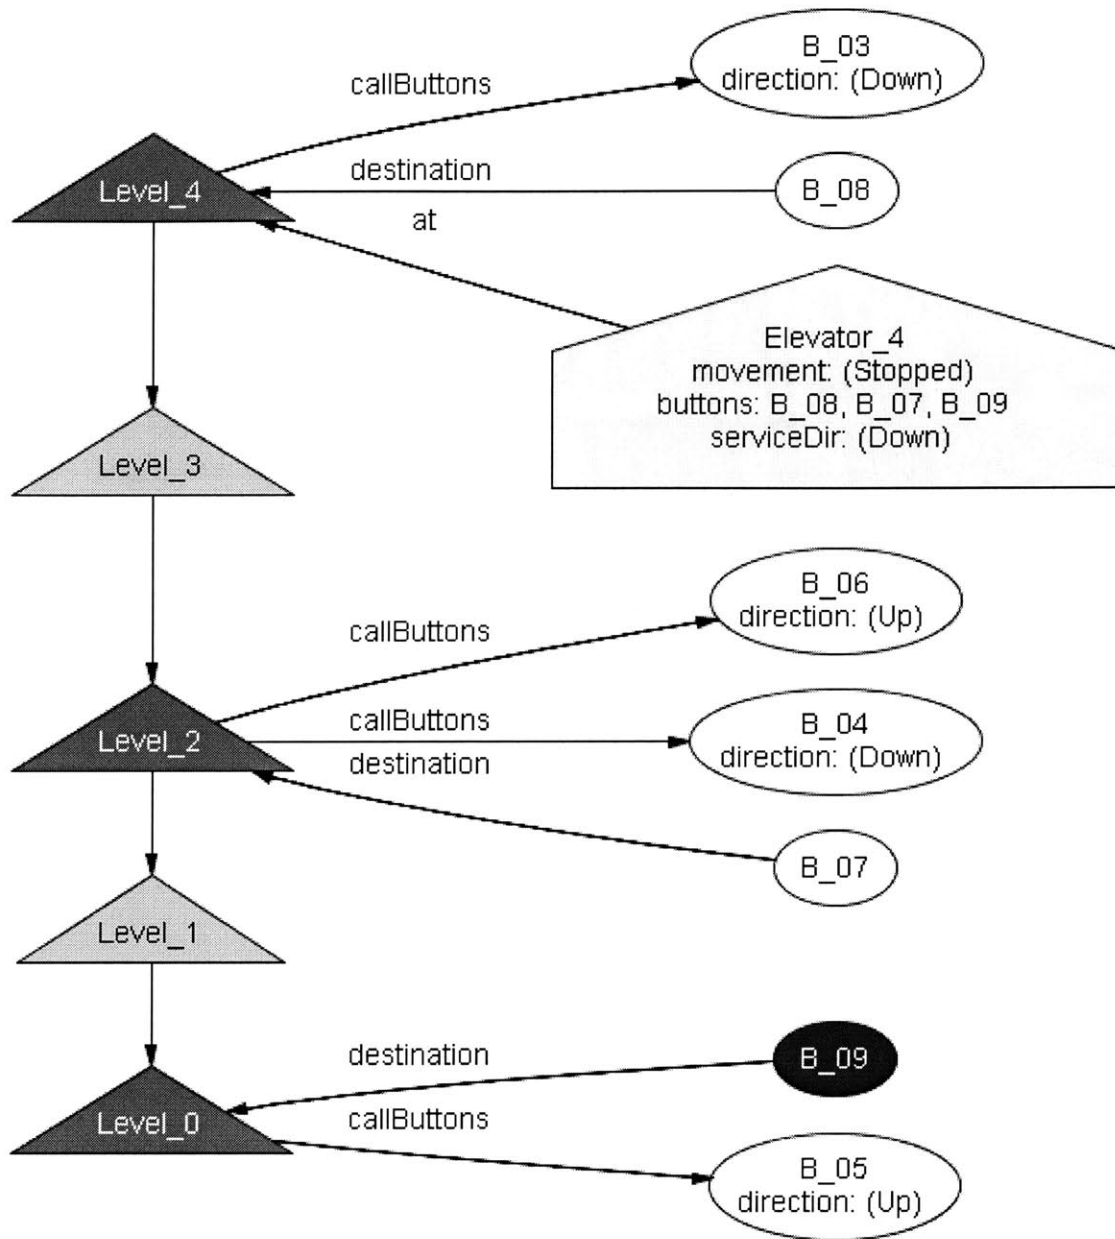 B_03
direction: (Down)
callButtons
Level_4
destination
B_08
at
Elevator_4
movement: (Stopped)
buttons: B_08, B_07, B_09
serviceDir: (Down)
Level_3
B_06
direction: (Up)
callButtons
Level_2
callButtons
B_04
direction: (Down)
destination
B_07
Level_1
destination
B_09
Level_0
callButtons
B_05
direction: (Up)